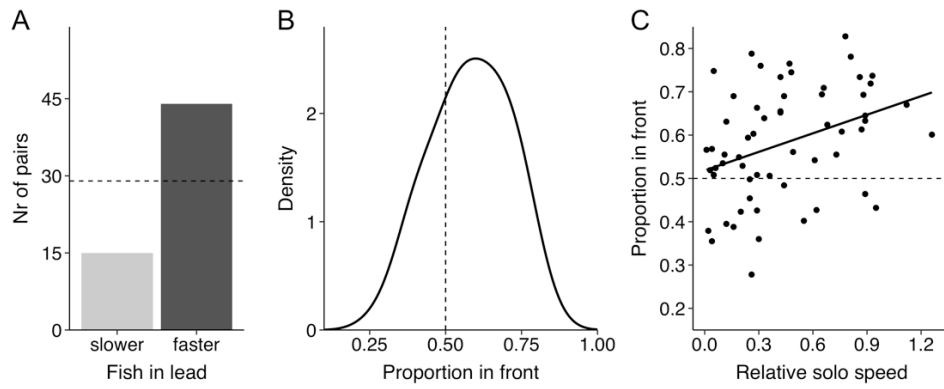 A
Nr of pairs
45
30
15
0
slower faster
Fish in lead
B
Density
2
1
0
0.25 0.50 0.75 1.00
Proportion in front
C
Proportion in front
0.8
0.7
0.6
0.5
0.4
0.3
0.2
0.0 0.3 0.6 0.9 1.2
Relative solo speed